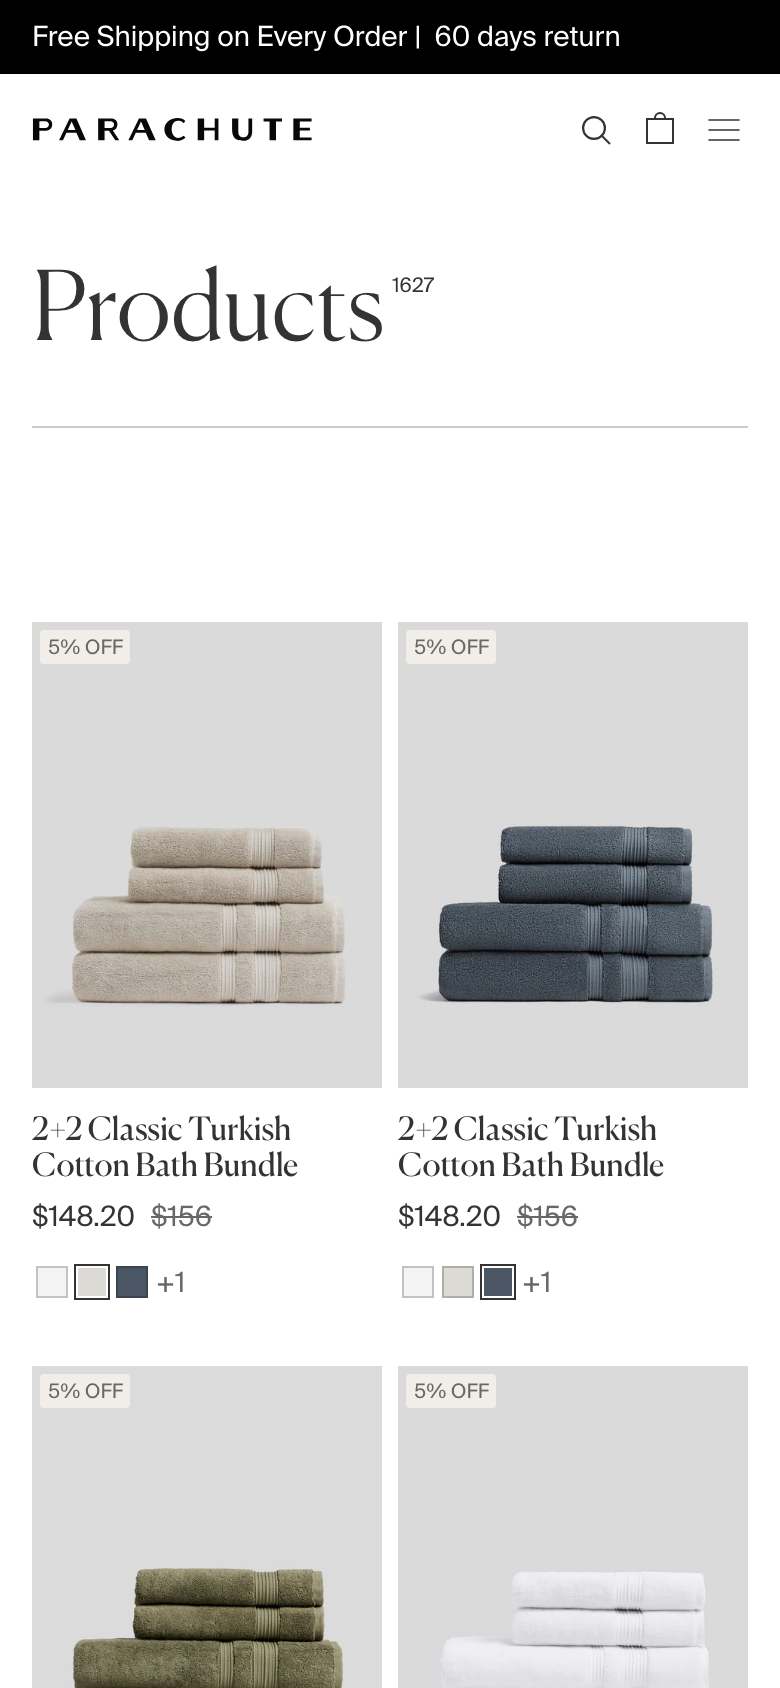 Free Shipping on Every Order | 60 days return
PARACHUTE
Products 1627
5% OFF
5% OFF
2+2 Classic Turkish
Cotton Bath Bundle
$148.20 $156
+1
2+2 Classic Turkish
Cotton Bath Bundle
$148.20 $156
+1
5% OFF
5% OFF